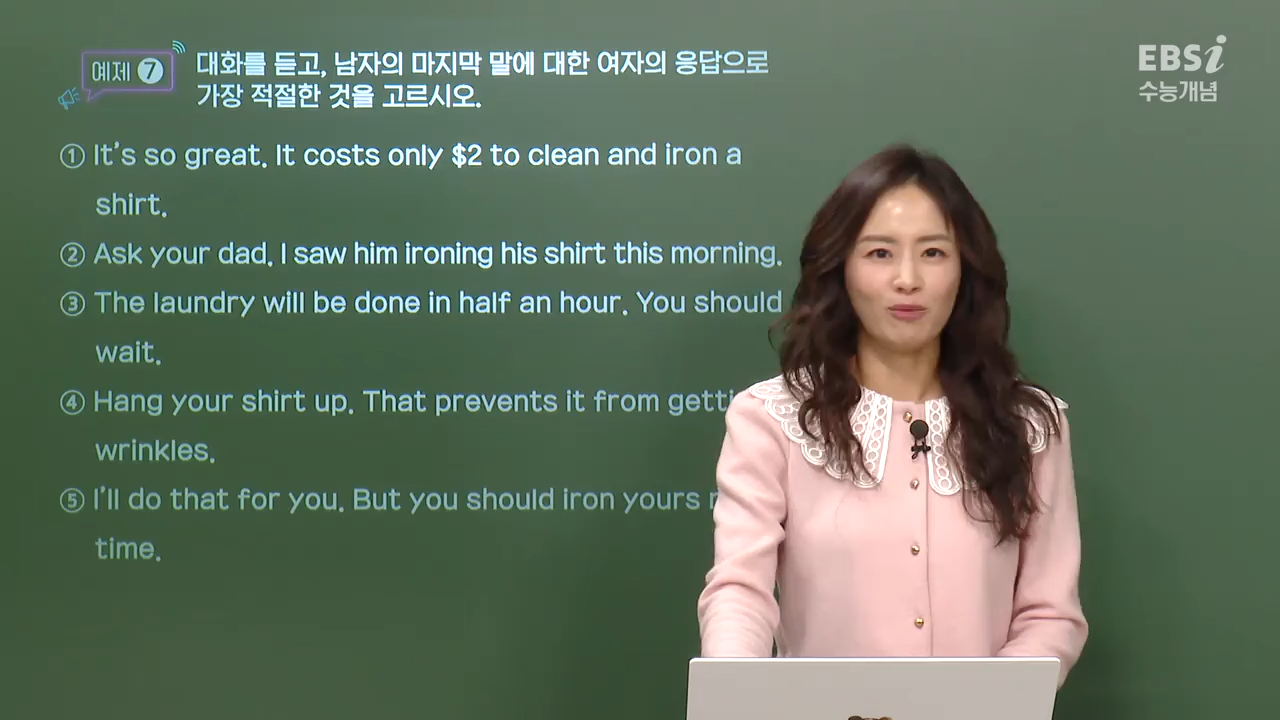 예제 7
대화를 듣고, 남자의 마지막 말에 대한 여자의 응답으로
가장 적절한 것을 고르시오.
EBSi
수능개념
① It's so great. It costs only $2 to clean and iron a
shirt.
② Ask your dad. I saw him ironing his shirt this morning.
③ The laundry will be done in half an hour. You should
wait.
④ Hang your shirt up. That prevents it from
wrinkles.
⑤ I'll do that for you. But you should iron yours
time.